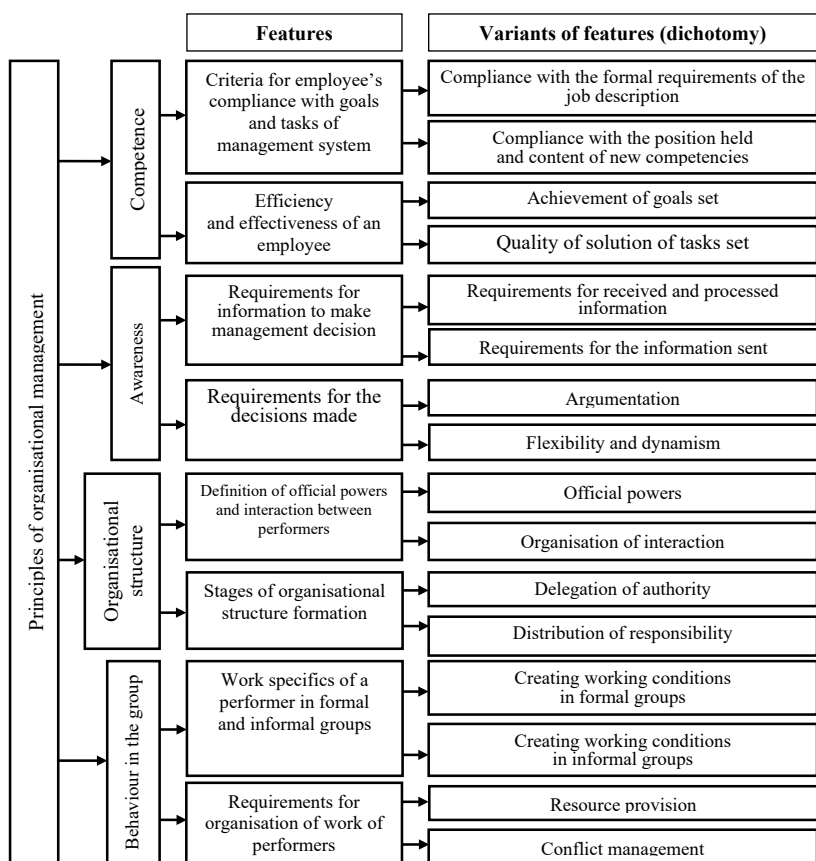 Features
Variants of features (dichotomy)
Principles of organisational management
Competence
Criteria for employee's
compliance with goals
and tasks of
management system
Compliance with the formal requirements of the
job description
Compliance with the position held
and content of new competencies
Efficiency
and effectiveness of an
employee
Achievement of goals set
Quality of solution of tasks set
Awareness
Requirements for
information to make
management decision
Requirements for received and processed
information
Requirements for the information sent
Requirements for the
decisions made
Argumentation
Flexibility and dynamism
Organisational
structure
Definition of official powers
and interaction between
performers
Official powers
Organisation of interaction
Stages of organisational
structure formation
Delegation of authority
Distribution of responsibility
Behaviour in the group
Work specifics of a
performer in formal
and informal groups
Creating working conditions
in formal groups
Creating working conditions
in informal groups
Requirements for
organisation of work of
performers
Resource provision
Conflict management